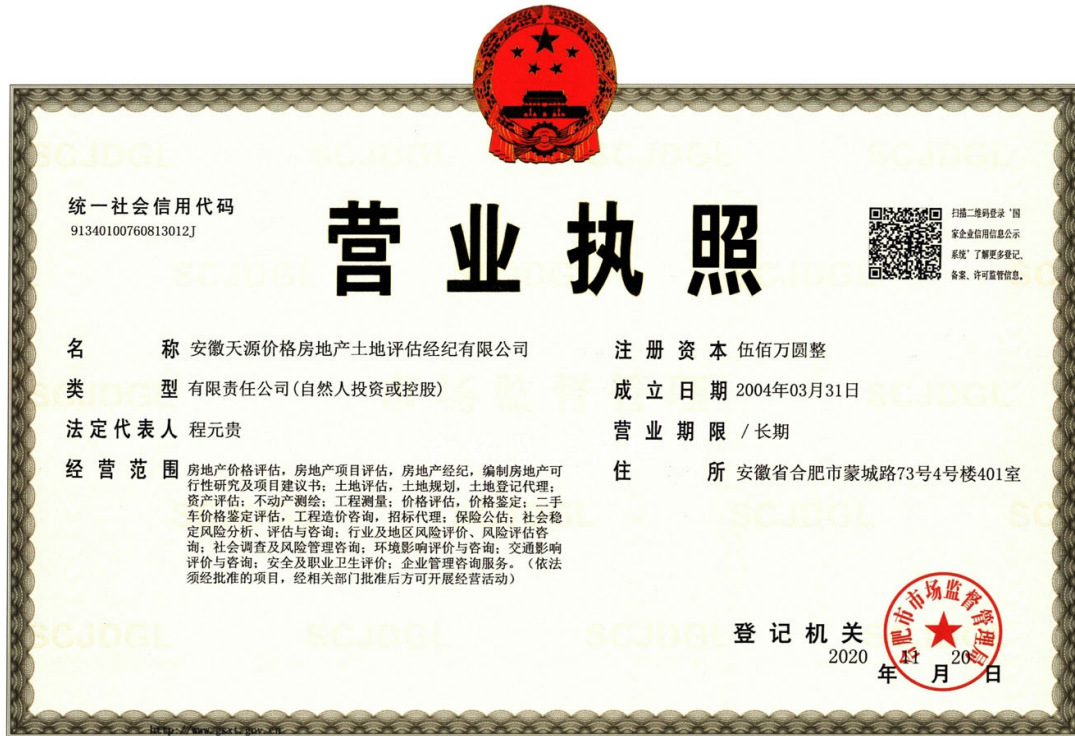 统一社会信用代码
91340100760813012J
营业执照
扫描二维码登录‘国
家企业信用信息公示
系统’了解更多登记、
备案、许可监管信息。
名称 安徽天源价格房地产土地评估经纪有限公司
类型 有限责任公司(自然人投资或控股)
法定代表人 程元贵
经营范围 房地产价格评估，房地产项目评估，房地产经纪，编制房地产可
行性研究及项目建议书；土地评估，土地规划，土地登记代理；
资产评估；不动产测绘；工程测量；价格评估，价格鉴定；二手
车价格鉴定评估，工程造价咨询，招标代理；保险公估；社会稳
定风险分析、评估与咨询；行业及地区风险评价、风险评估咨
询；社会调查及风险管理咨询；环境影响评价与咨询；交通影响
评价与咨询；安全及职业卫生评价；企业管理咨询服务。（依法
须经批准的项目，经相关部门批准后方可开展经营活动）
注册资本 伍佰万圆整
成立日期 2004年03月31日
营业期限 / 长期
住所 安徽省合肥市蒙城路73号4号楼401室
登记机关
合肥市市场监督管理局
2020年11月20日
http://www.gsxt.gov.cn
SCJDGL